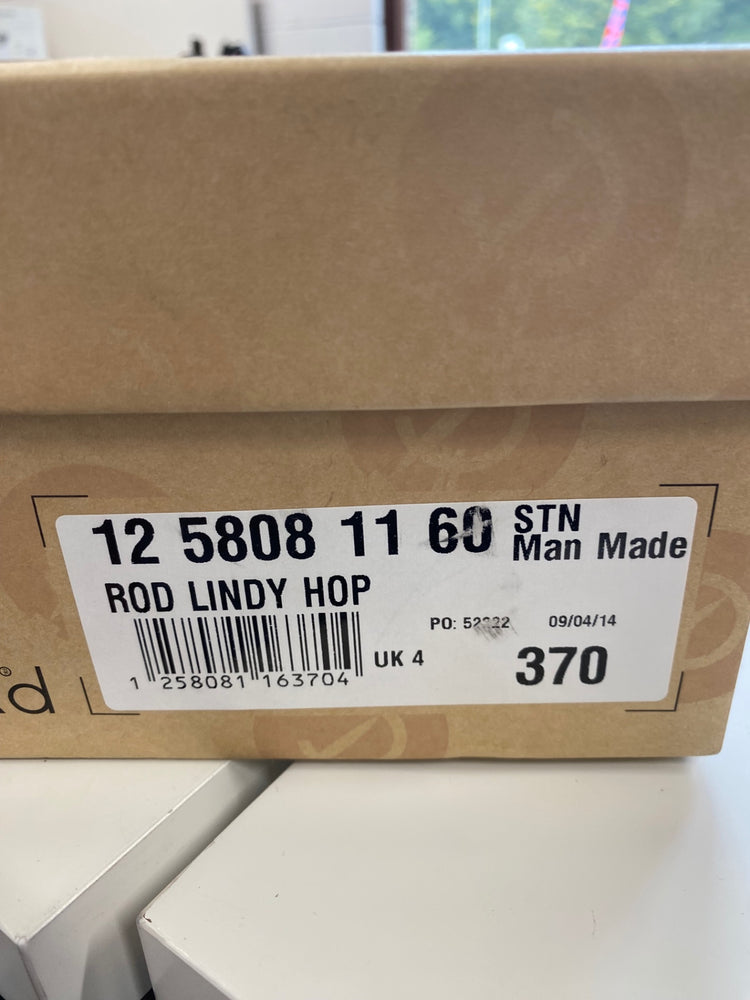 12 5808 11 60 STN
Man Made
ROD LINDY HOP
PO: 52222 09/04/14
UK 4 370
1 258081 163704
d